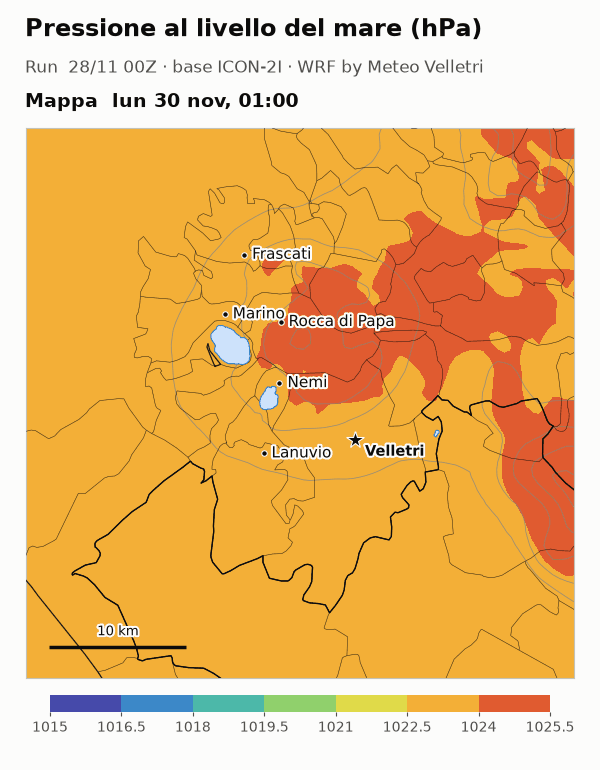 Pressione al livello del mare (hPa)
Run  28/11 00Z · base ICON-2I · WRF by Meteo Velletri
Mappa  lun 30 nov, 01:00
Frascati
Marino
Rocca di Papa
Nemi
Velletri
Lanuvio
10 km
1015 1016.5 1018 1019.5 1021 1022.5 1024 1025.5